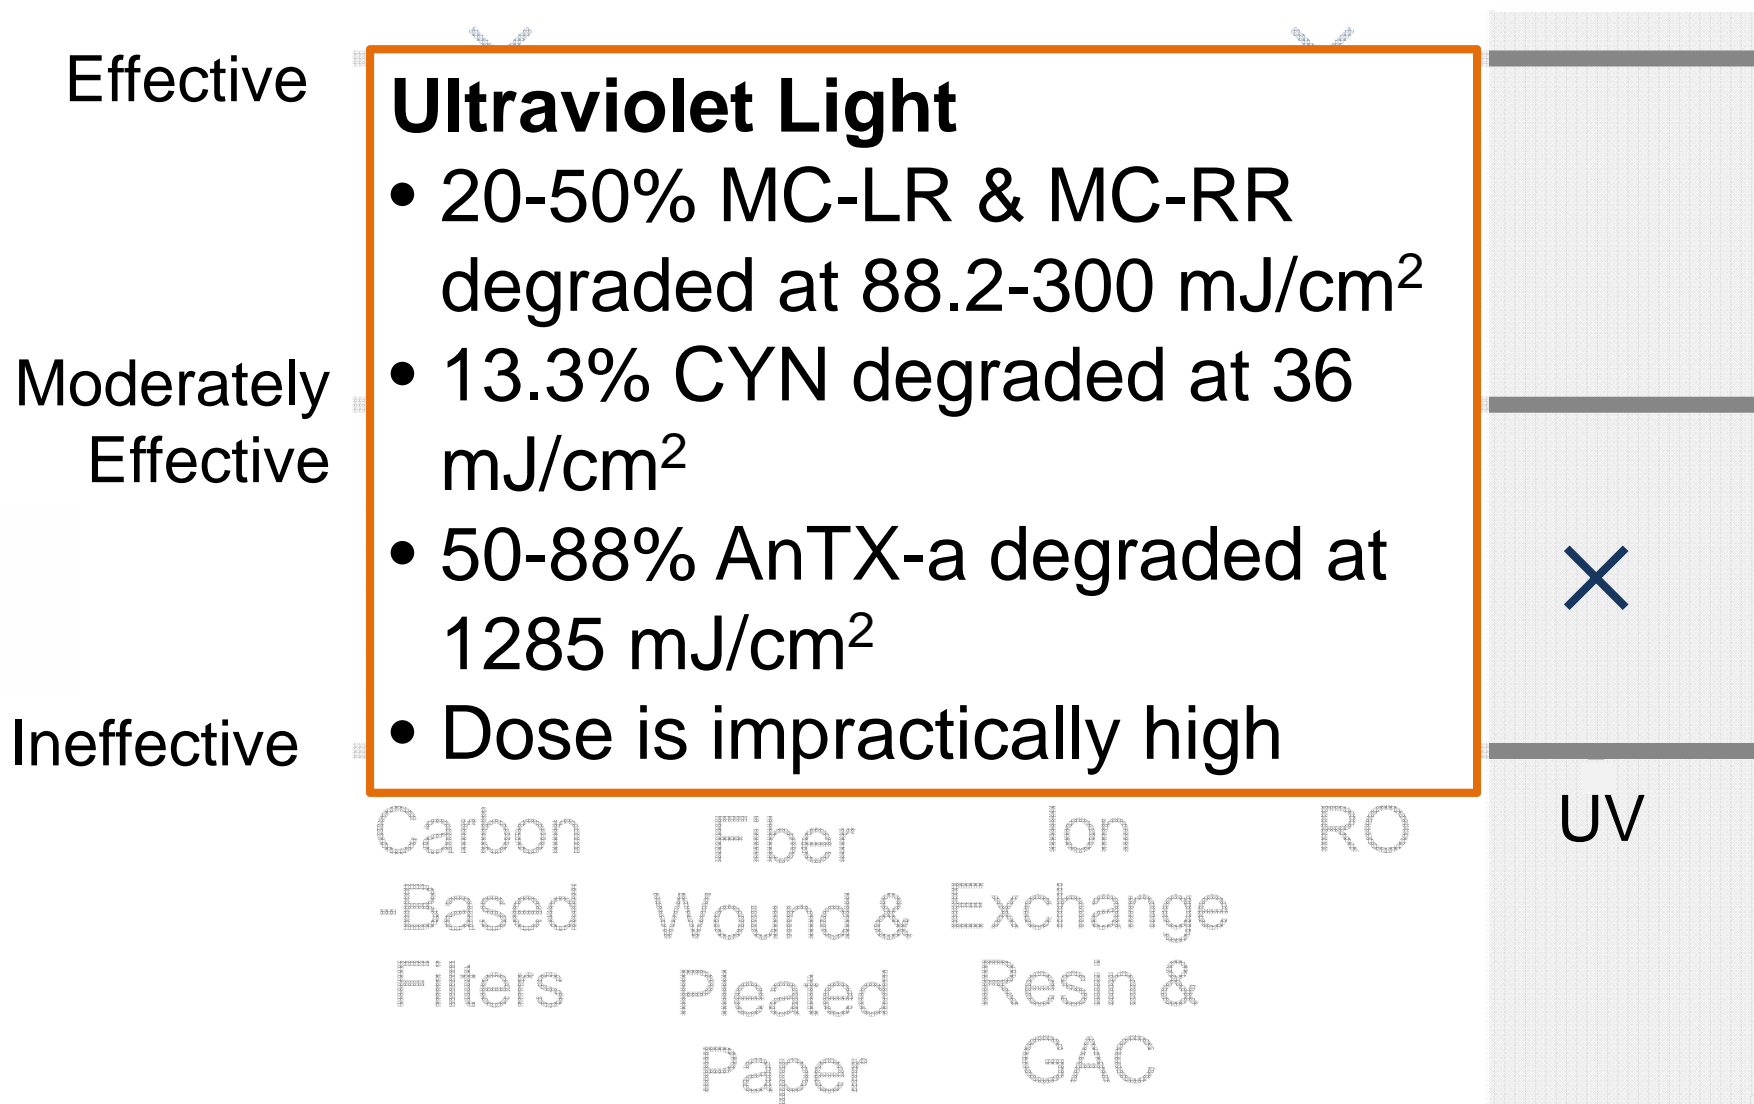 Effective
Moderately
Effective
Ineffective
Ultraviolet Light
• 20-50% MC-LR & MC-RR
degraded at 88.2-300 mJ/cm²
• 13.3% CYN degraded at 36
mJ/cm²
• 50-88% AnTX-a degraded at
1285 mJ/cm²
• Dose is impractically high
Carbon
-Based
Filters
Fiber
Wound &
Pleated
Paper
Ion
Exchange
Resin &
GAC
RO
UV